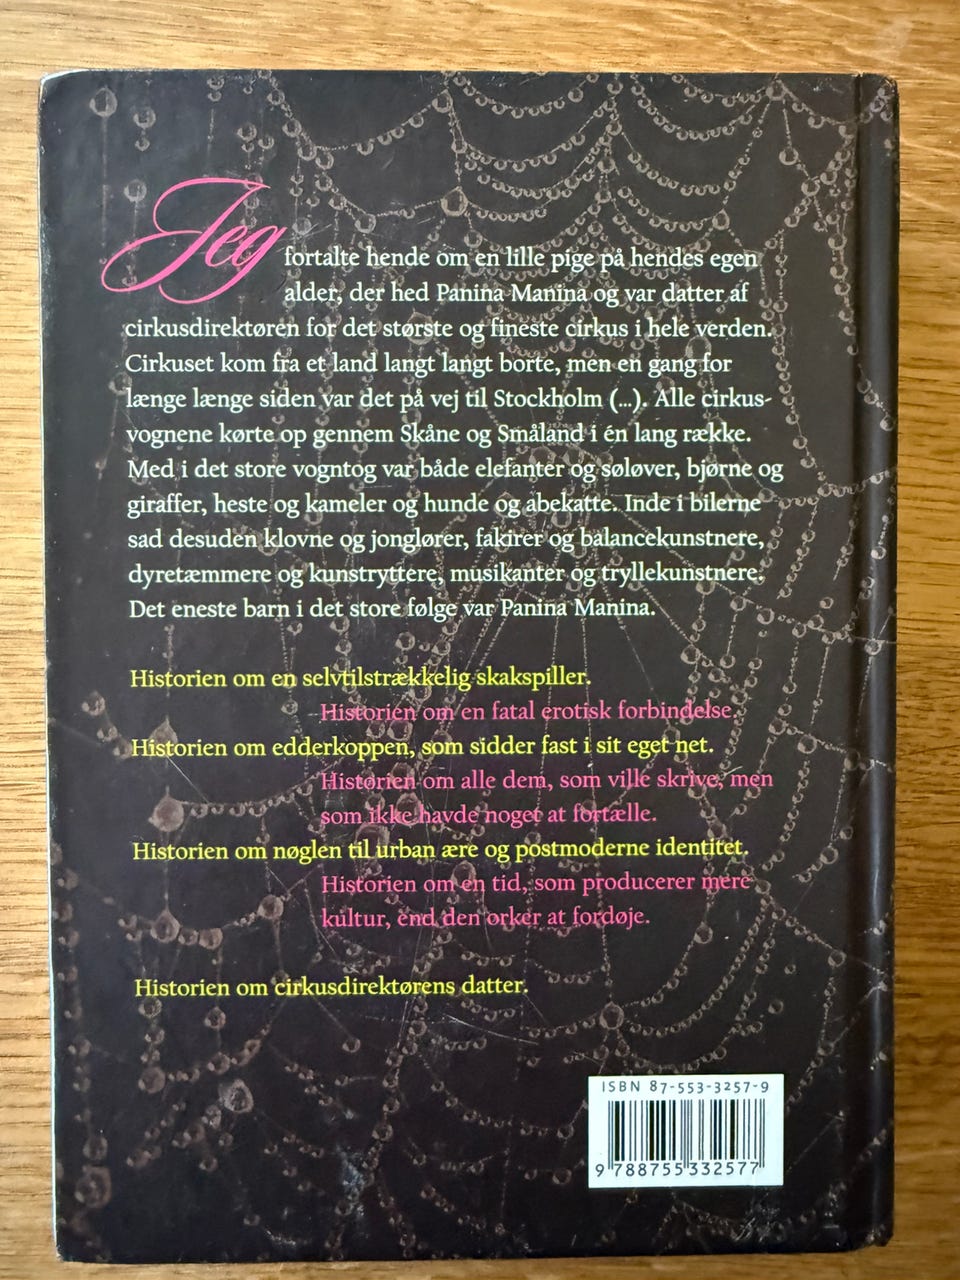 Jeg fortalte hende om en lille pige på hendes egen
alder, der hed Panina Manina og var datter af
cirkusdirektøren for det største og fineste cirkus i hele verden.
Cirkuset kom fra et land langt langt borte, men en gang for
længe længe siden var det på vej til Stockholm (...). Alle cirkus-
vognene kørte op gennem Skåne og Småland i én lang række.
Med i det store vogntog var både elefanter og søløver, bjørne og
giraffer, heste og kameler og hunde og abekatte. Inde i bilerne
sad desuden klovne og jonglører, fakirer og balancekunstnere,
dyretæmmere og kunstryttere, musikanter og tryllekunstnere.
Det eneste barn i det store følge var Panina Manina.
Historien om en selvtilstrækkelig skakspiller.
Historien om en fatal erotisk forbindelse.
Historien om edderkoppen, som sidder fast i sit eget net.
Historien om alle dem, som ville skrive, men
som ikke havde noget at fortælle.
Historien om nøglen til urban ære og postmoderne identitet.
Historien om en tid, som producerer mere
kultur, end den orker at fordøje.
Historien om cirkusdirektørens datter.
ISBN 87-553-3257-9
9 788755 332577